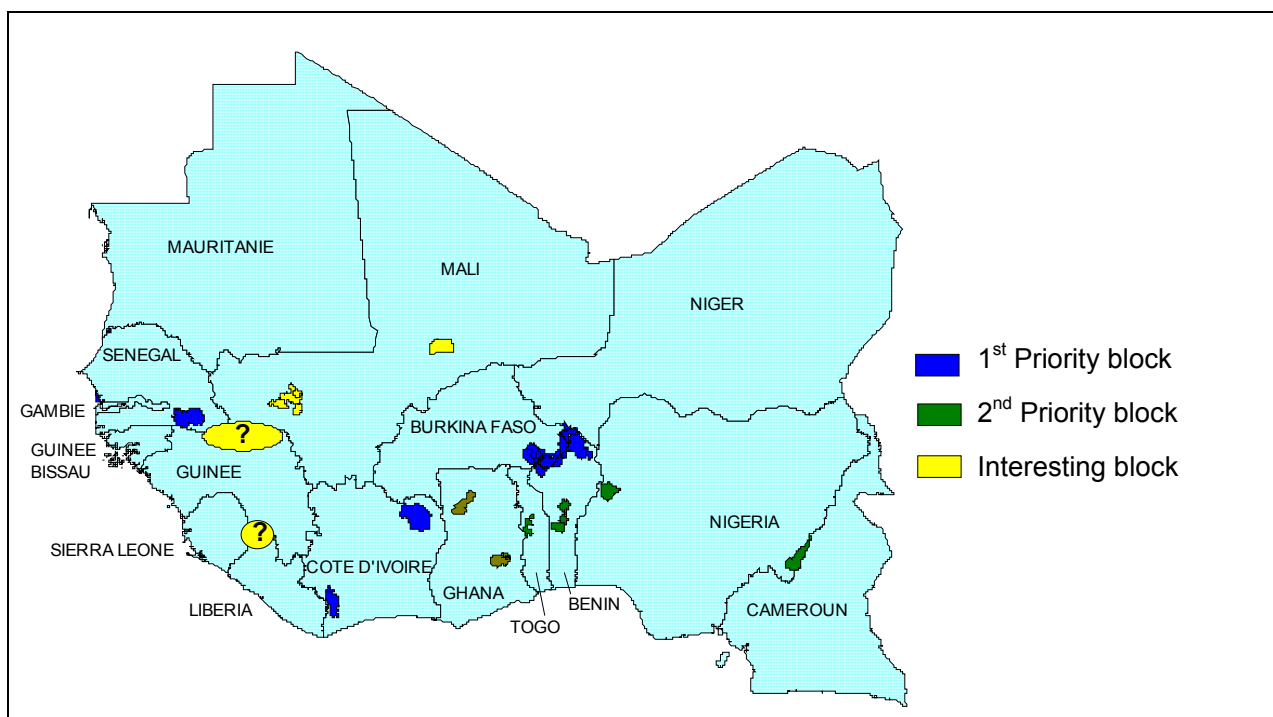 MAURITANIE
MALI
NIGER
SENEGAL
GAMBIE
GUINEE
BISSAU
GUINEE
?
BURKINA FASO
NIGERIA
SIERRA LEONE
?
COTE D'IVOIRE
GHANA
BENIN
TOGO
LIBERIA
CAMEROUN
1st Priority block
2nd Priority block
Interesting block